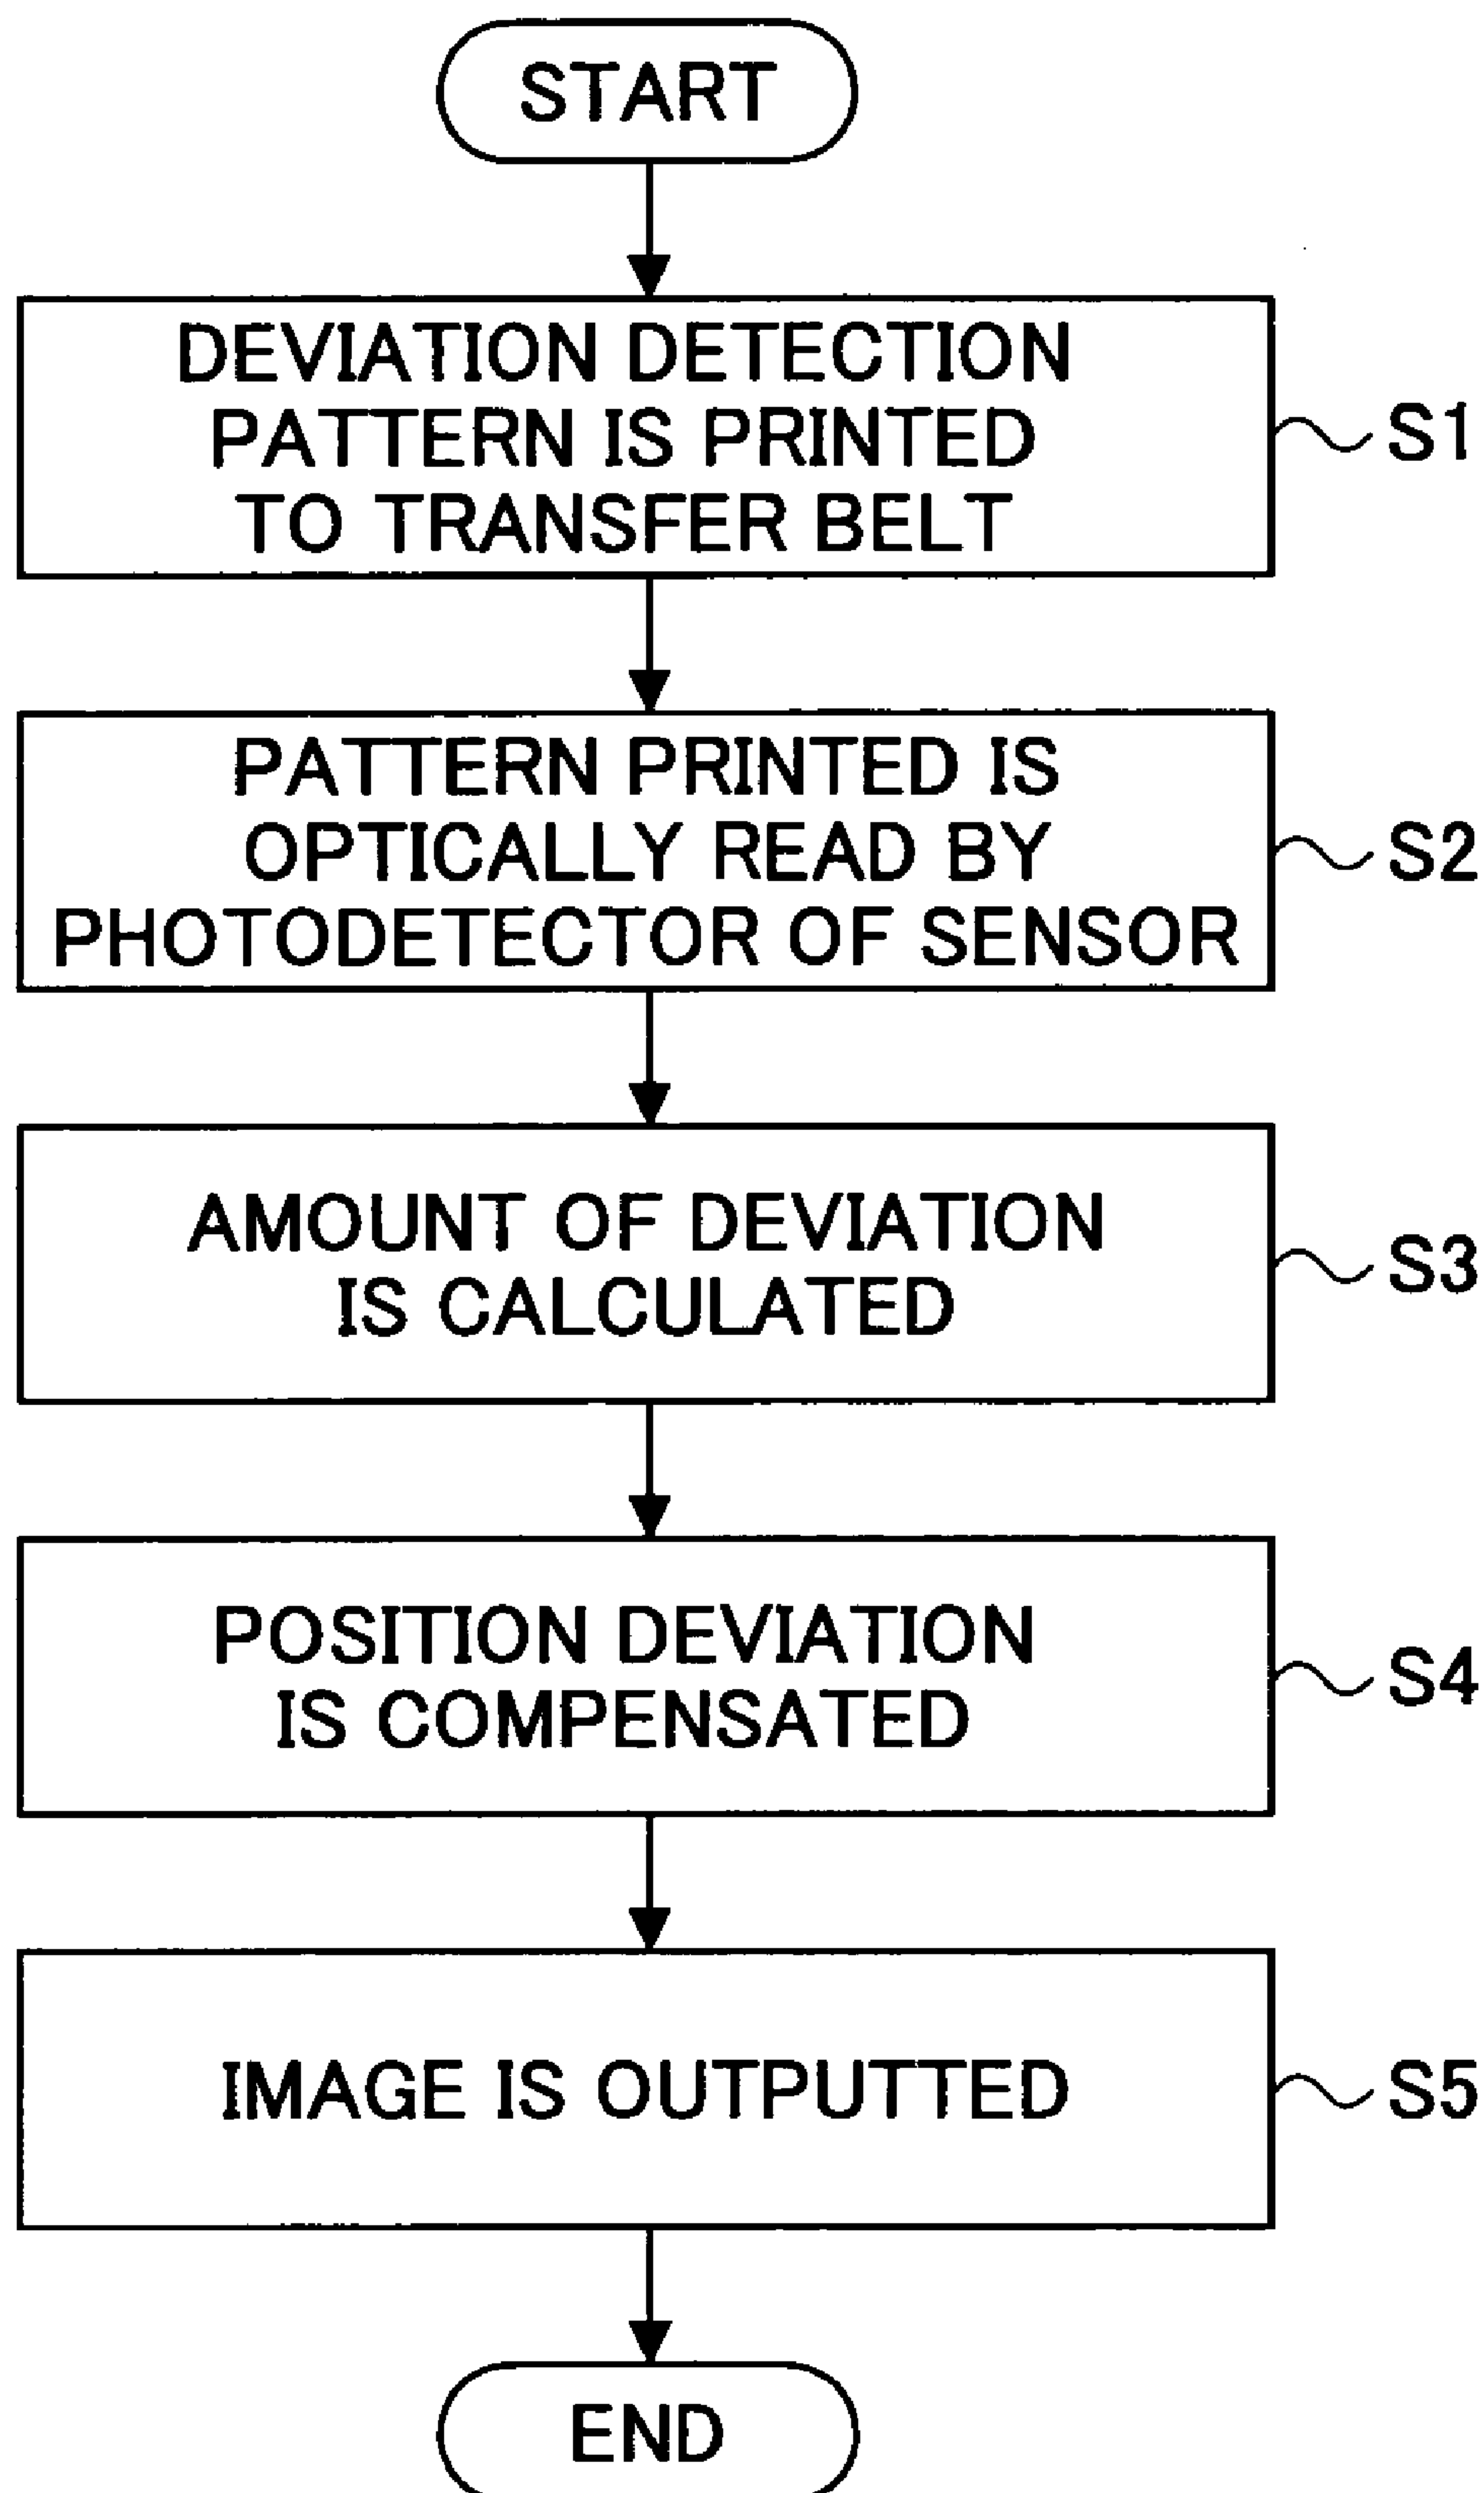 START
DEVIATION DETECTION
PATTERN IS PRINTED
TO TRANSFER BELT
S1
PATTERN PRINTED IS
OPTICALLY READ BY
PHOTODETECTOR OF SENSOR
S2
AMOUNT OF DEVIATION
IS CALCULATED
S3
POSITION DEVIATION
IS COMPENSATED
S4
IMAGE IS OUTPUTTED
S5
END